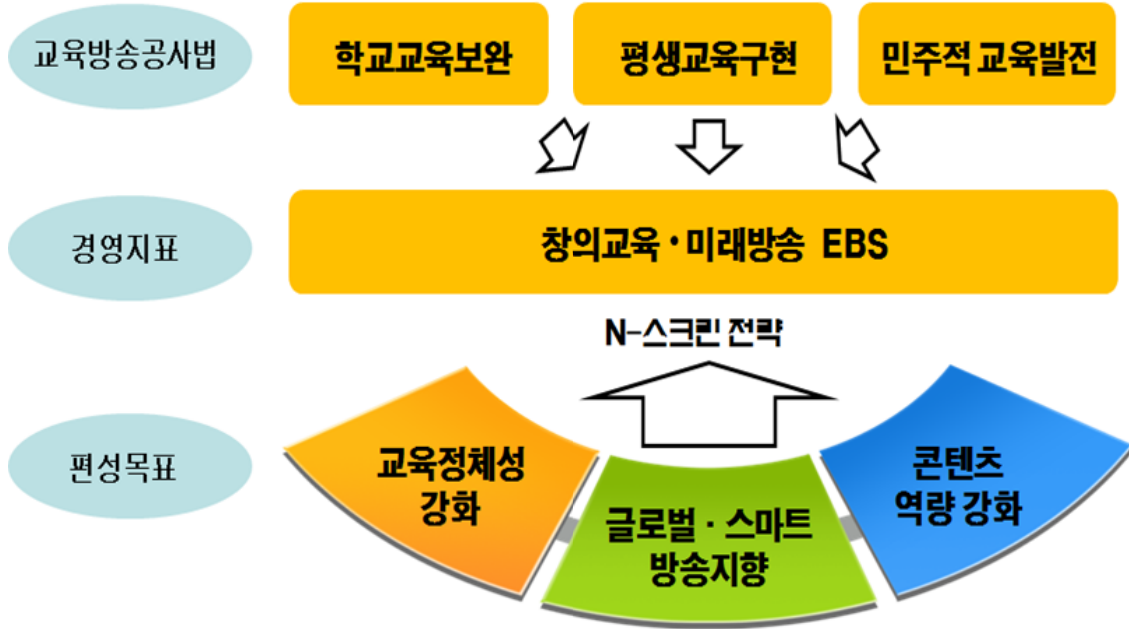 교육방송공사법
학교교육보완
평생교육구현
민주적 교육발전
경영지표
창의교육·미래방송 EBS
N-스크린 전략
편성목표
교육정체성
강화
글로벌·스마트
방송지향
콘텐츠
역량 강화